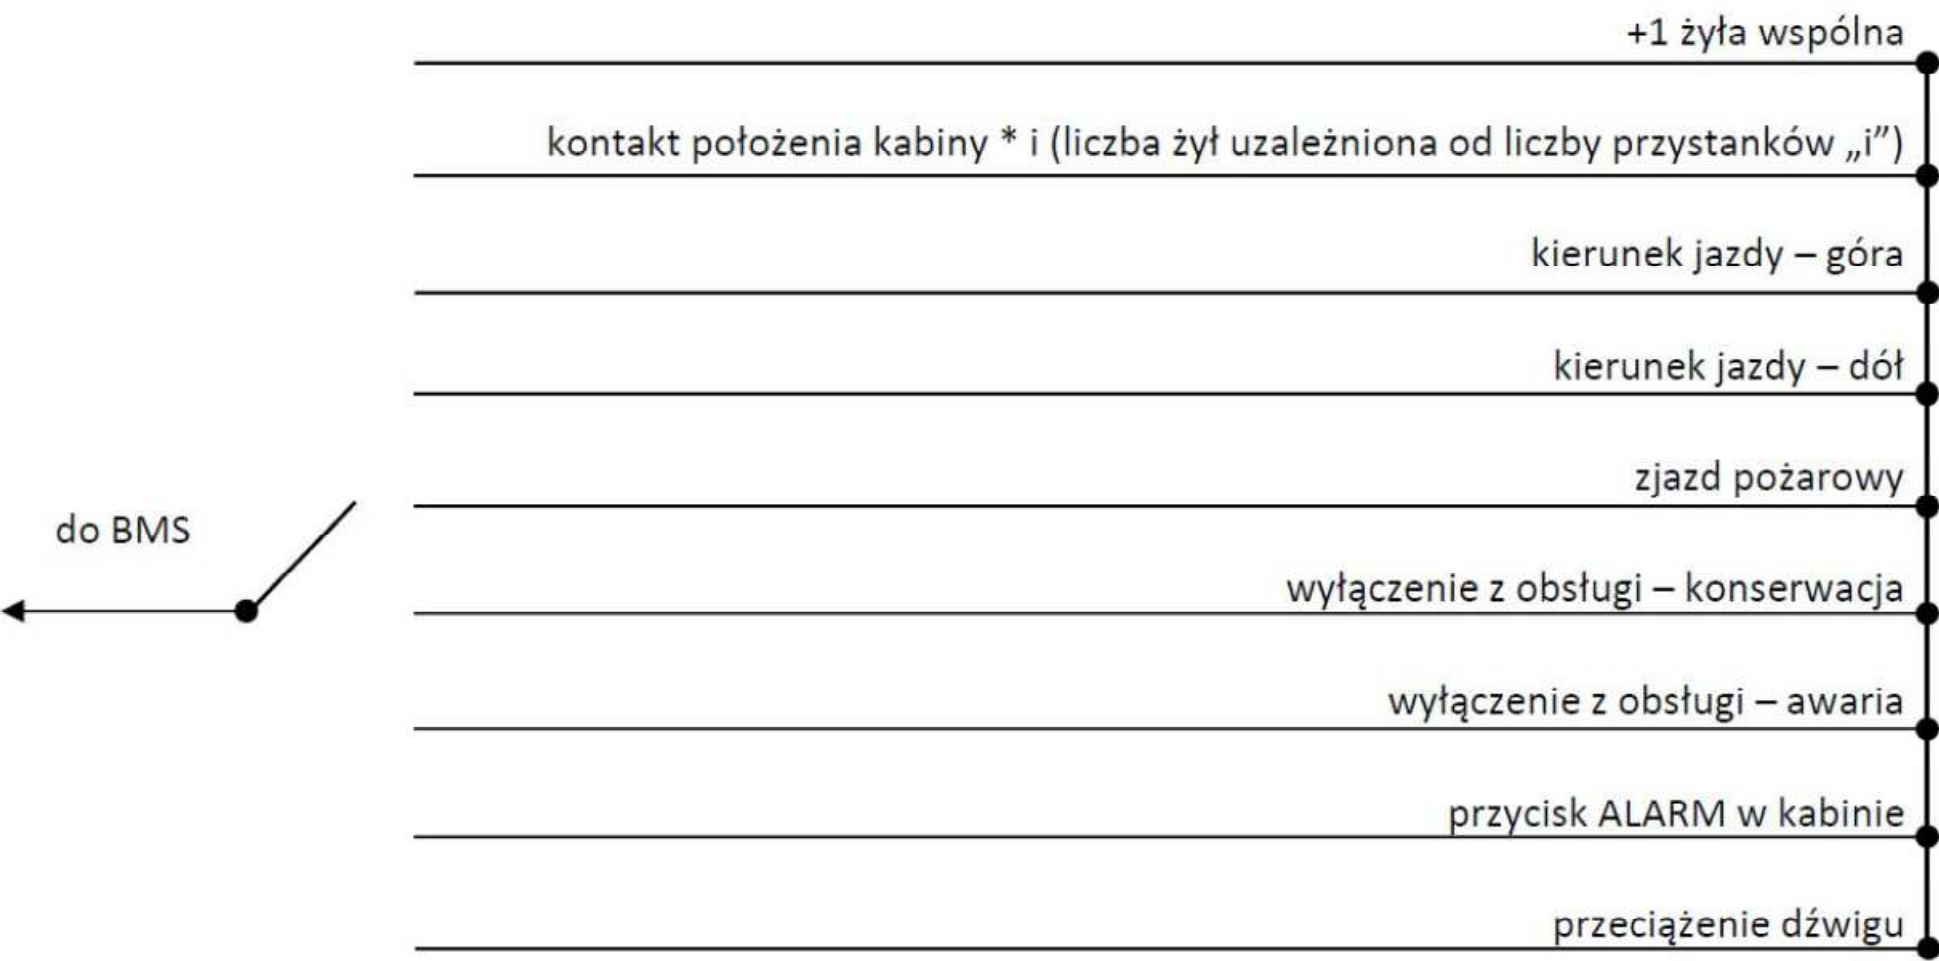 +1 żyła wspólna
kontakt położenia kabiny * i (liczba żył uzależniona od liczby przystanków „i”)
kierunek jazdy – góra
kierunek jazdy – dół
zjazd pożarowy
do BMS
wyłączenie z obsługi – konserwacja
wyłączenie z obsługi – awaria
przycisk ALARM w kabinie
przeciążenie dźwigu